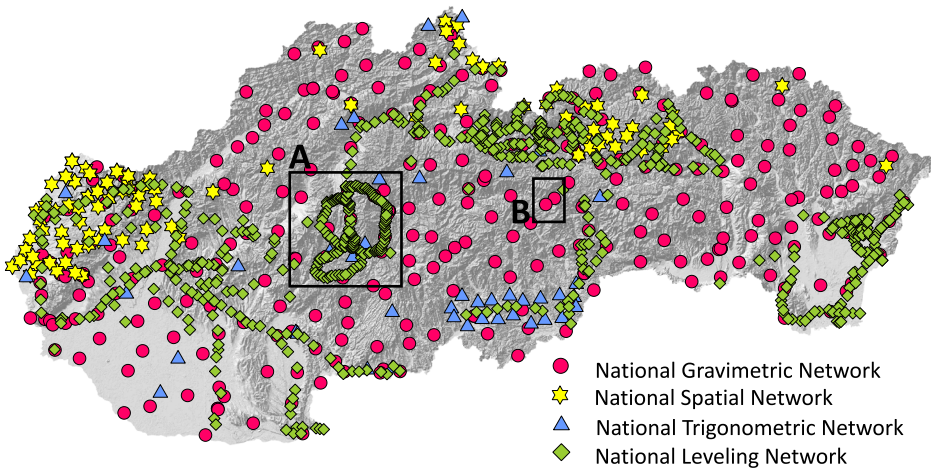 A
B
National Gravimetric Network
National Spatial Network
National Trigonometric Network
National Leveling Network